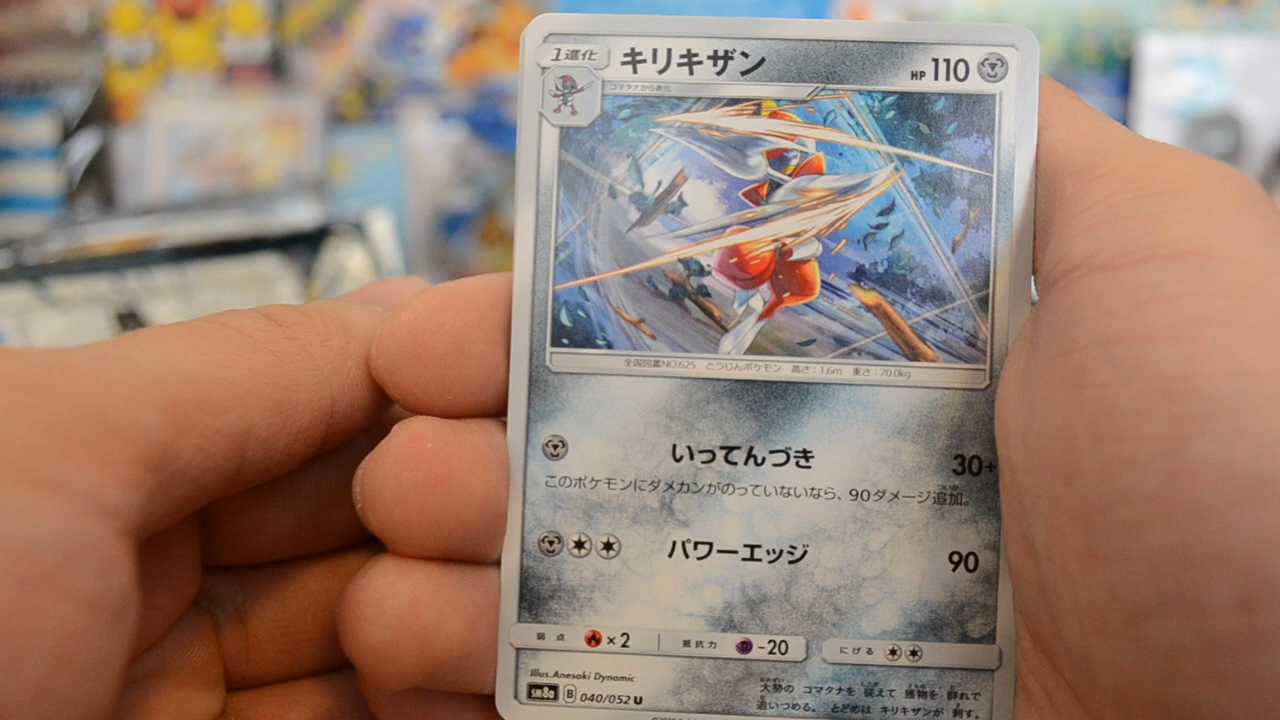 1進化 キリキザン HP 110
コマタナから進化
全国図鑑NO.625 とうじんポケモン 高さ:1.6m 重さ:70.0kg
いってんづき 30+
このポケモンにダメカンがのっていないなら、90ダメージ追加。
パワーエッジ 90
弱点 ×2 抵抗力 -20 にげる
Illus.Anesaki Dynamic
SM8a B 040/052 U
大勢の コマタナを 従えて 獲物を 群れで
追いつめる。 とどめは キリキザンが 刺す。